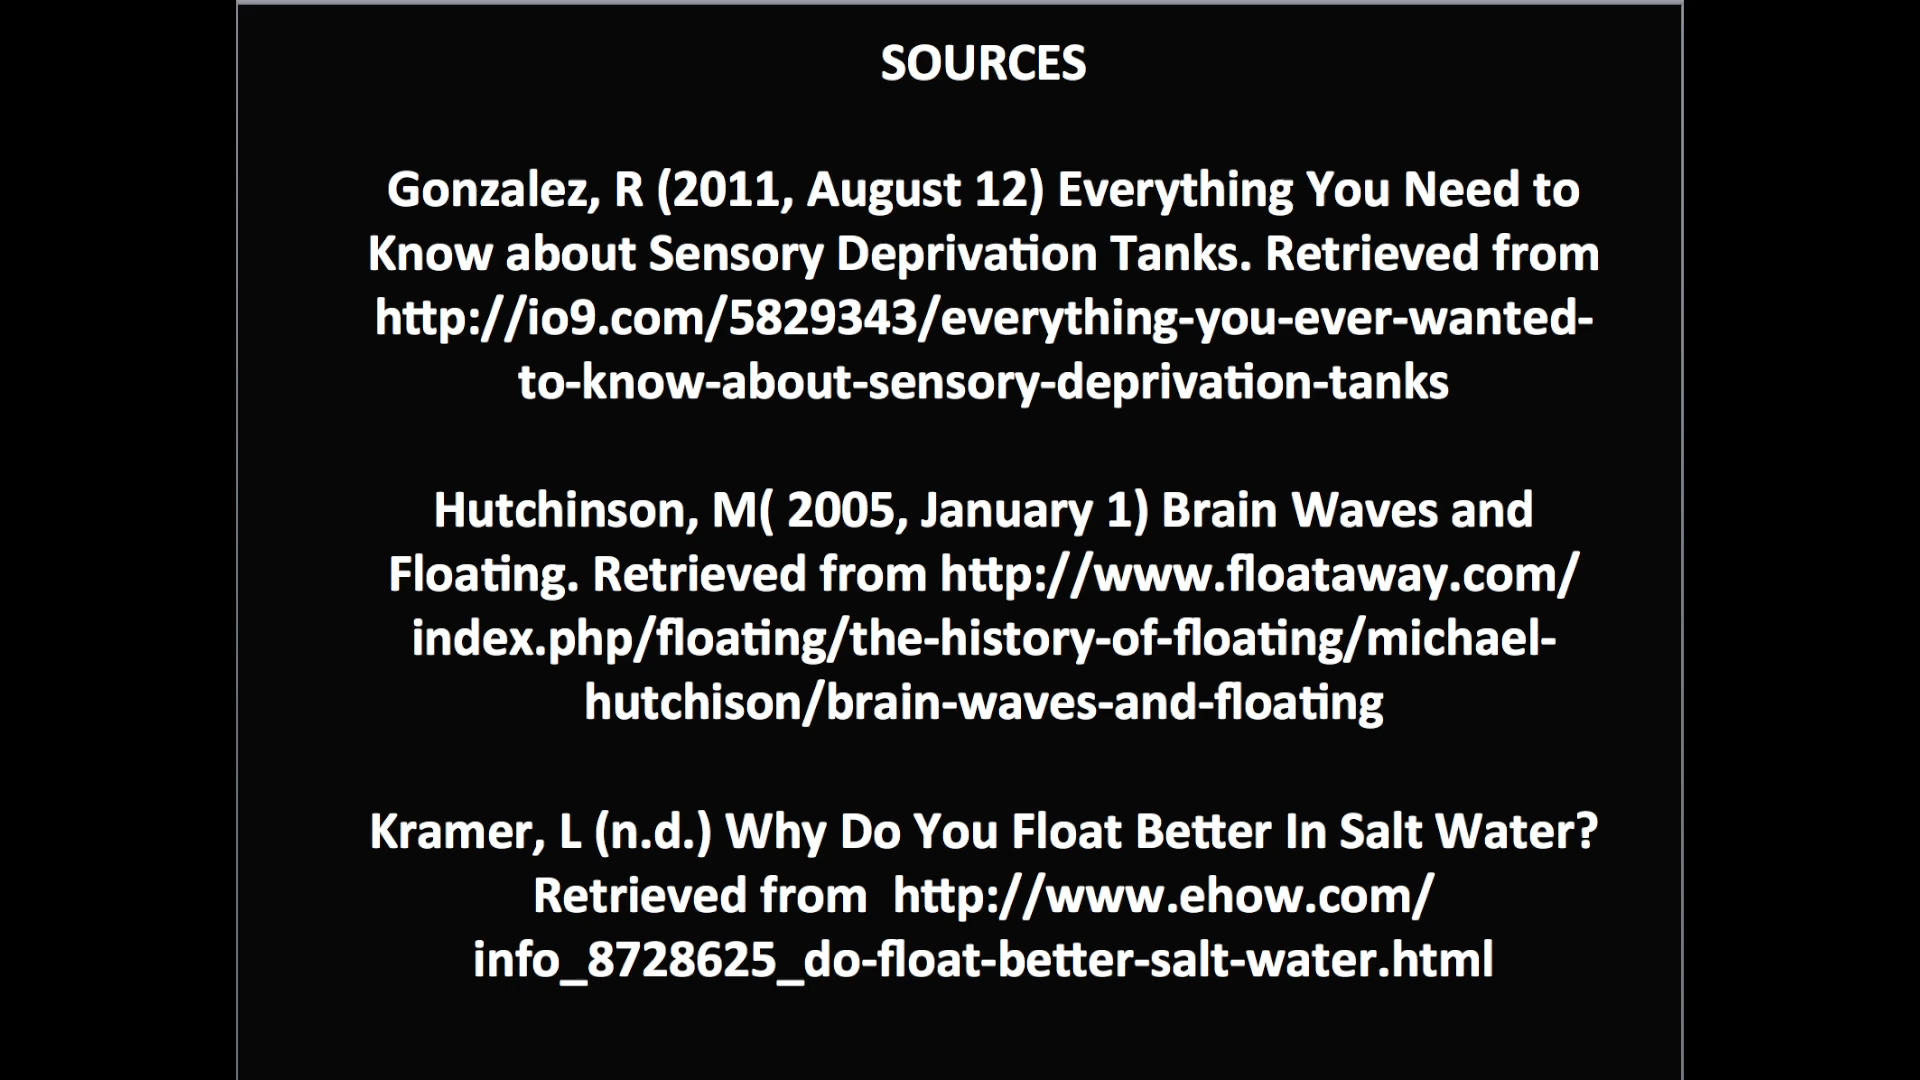 SOURCES
Gonzalez, R (2011, August 12) Everything You Need to
Know about Sensory Deprivation Tanks. Retrieved from
http://io9.com/5829343/everything-you-ever-wanted-
to-know-about-sensory-deprivation-tanks
Hutchinson, M( 2005, January 1) Brain Waves and
Floating. Retrieved from http://www.floataway.com/
index.php/floating/the-history-of-floating/michael-
hutchison/brain-waves-and-floating
Kramer, L (n.d.) Why Do You Float Better In Salt Water?
Retrieved from  http://www.ehow.com/
info_8728625_do-float-better-salt-water.html